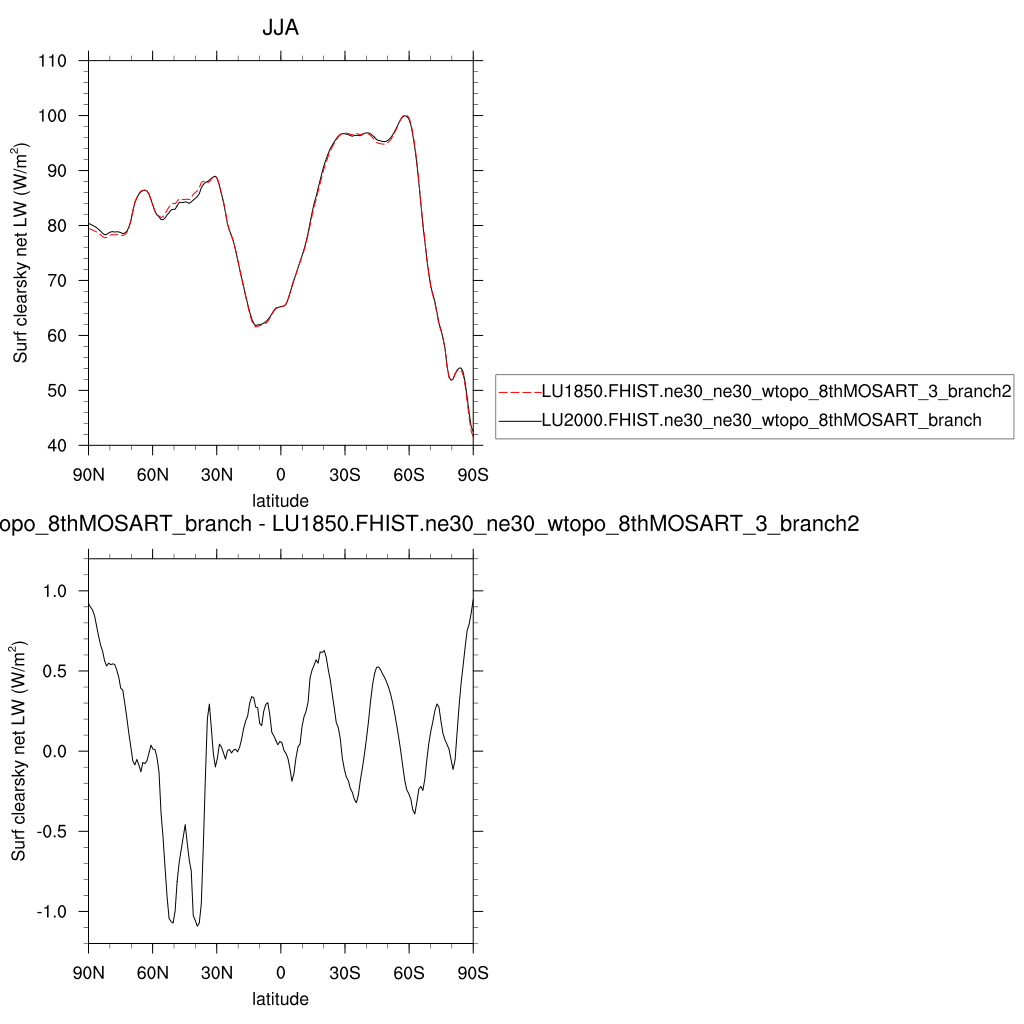 JJA
110
100
90
80
70
60
50
40
Surf clearsky net LW (W/m²)
90N 60N 30N 0 30S 60S 90S
latitude
LU1850.FHIST.ne30_ne30_wtopo_8thMOSART_3_branch2
LU2000.FHIST.ne30_ne30_wtopo_8thMOSART_branch
opo_8thMOSART_branch - LU1850.FHIST.ne30_ne30_wtopo_8thMOSART_3_branch2
1.0
0.5
0.0
-0.5
-1.0
Surf clearsky net LW (W/m²)
90N 60N 30N 0 30S 60S 90S
latitude